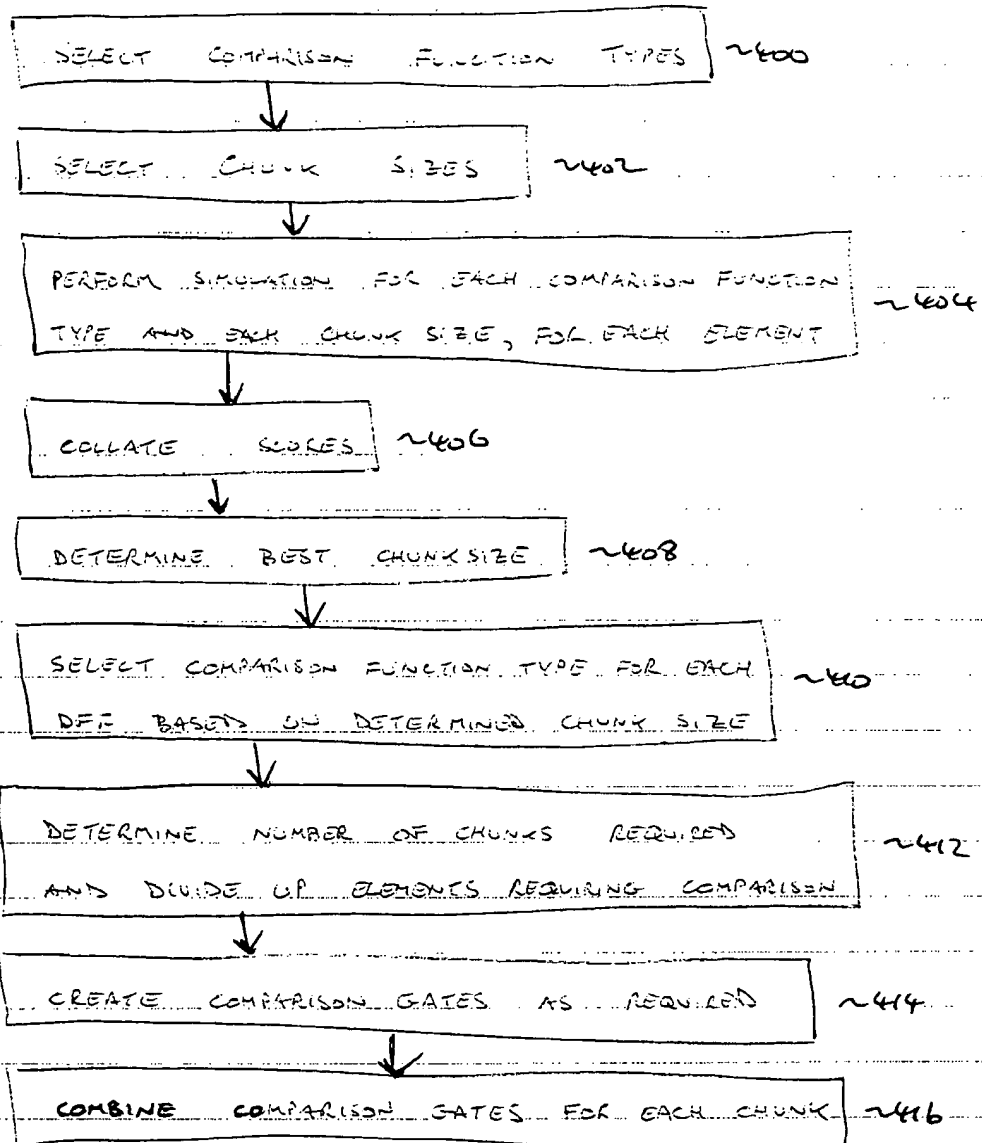 SELECT COMPARISON FUNCTION TYPES ~400
SELECT CHUNK SIZES ~402
PERFORM SIMULATION FOR EACH COMPARISON FUNCTION
TYPE AND EACH CHUNK SIZE, FOR EACH ELEMENT ~404
COLLATE SCORES ~406
DETERMINE BEST CHUNKSIZE ~408
SELECT COMPARISON FUNCTION TYPE FOR EACH
DFF BASED ON DETERMINED CHUNK SIZE ~410
DETERMINE NUMBER OF CHUNKS REQUIRED
AND DIVIDE UP ELEMENTS REQUIRING COMPARISON ~412
CREATE COMPARISON GATES AS REQUIRED ~414
COMBINE COMPARISON GATES FOR EACH CHUNK ~416